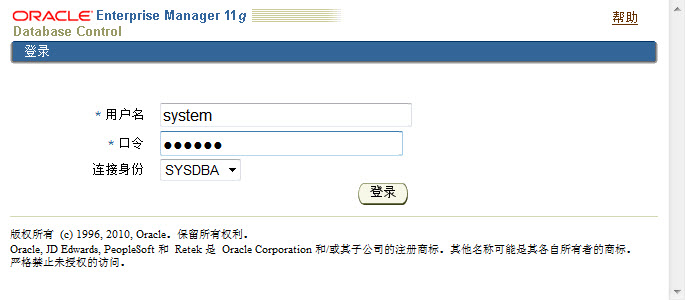 ORACLE Enterprise Manager 11g
帮助
Database Control
登录
* 用户名 system
* 口令 ●●●●●●
连接身份 SYSDBA
登录
版权所有 (c) 1996, 2010, Oracle。保留所有权利。
Oracle, JD Edwards, PeopleSoft 和 Retek 是 Oracle Corporation 和/或其子公司的注册商标。其他名称可能是其各自所有者的商标。
严格禁止未授权的访问。